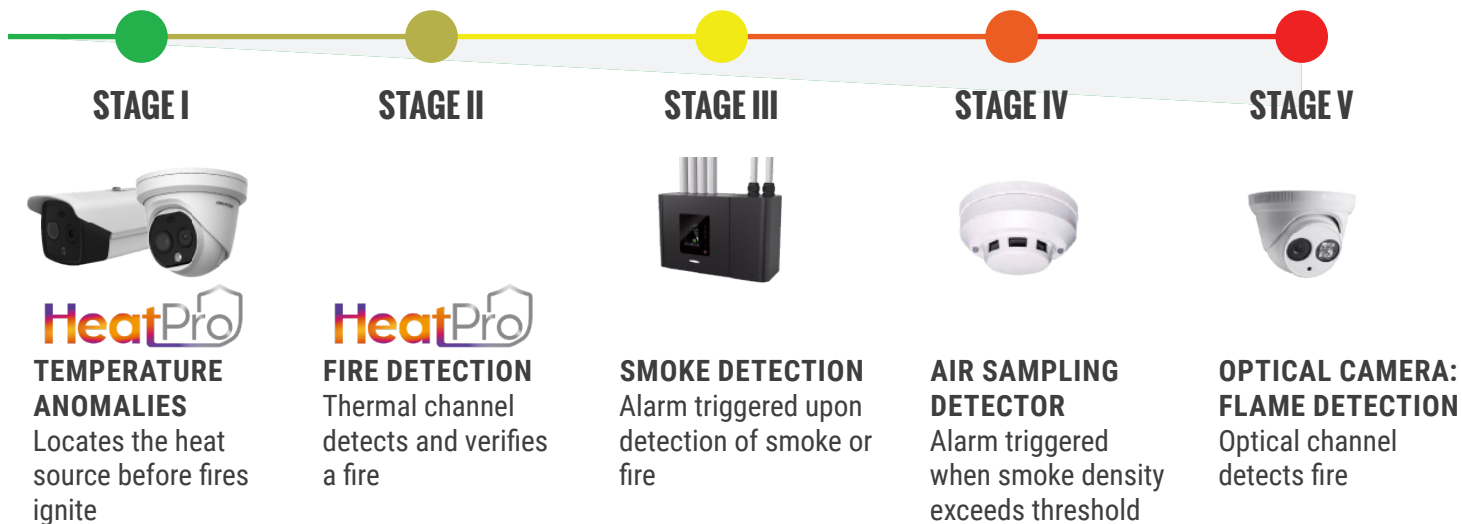 STAGE I
STAGE II
STAGE III
STAGE IV
STAGE V
HeatPro
HeatPro
TEMPERATURE
ANOMALIES
Locates the heat
source before fires
ignite
FIRE DETECTION
Thermal channel
detects and verifies
a fire
SMOKE DETECTION
Alarm triggered upon
detection of smoke or
fire
AIR SAMPLING
DETECTOR
Alarm triggered
when smoke density
exceeds threshold
OPTICAL CAMERA:
FLAME DETECTION
Optical channel
detects fire